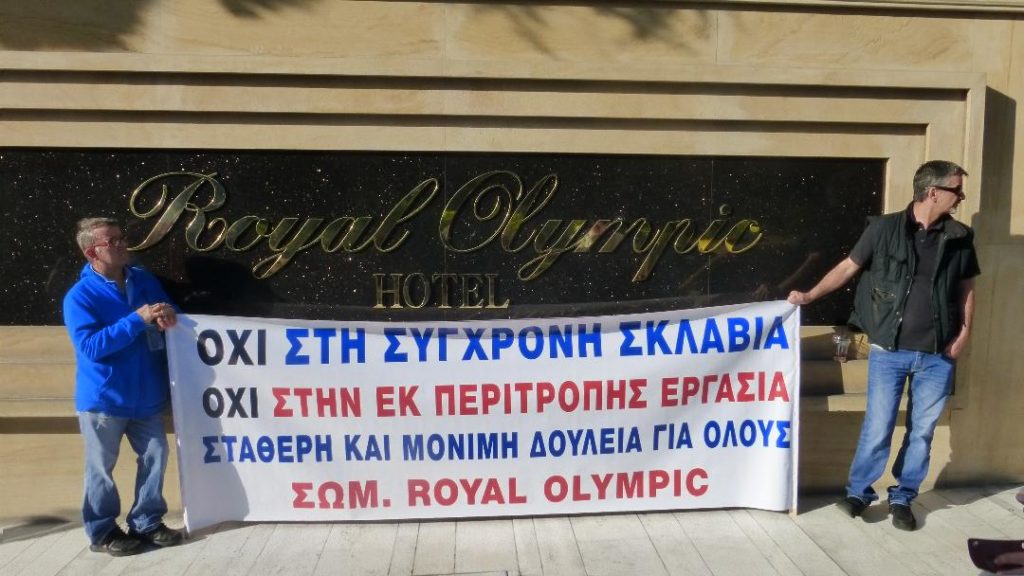 Royal Olympic
HOTEL
ΟΧΙ ΣΤΗ ΣΥΓΧΡΟΝΗ ΣΚΛΑΒΙΑ
ΟΧΙ ΣΤΗΝ ΕΚ ΠΕΡΙΤΡΟΠΗΣ ΕΡΓΑΣΙΑ
ΣΤΑΘΕΡΗ ΚΑΙ ΜΟΝΙΜΗ ΔΟΥΛΕΙΑ ΓΙΑ ΟΛΟΥΣ
ΣΩΜ. ROYAL OLYMPIC